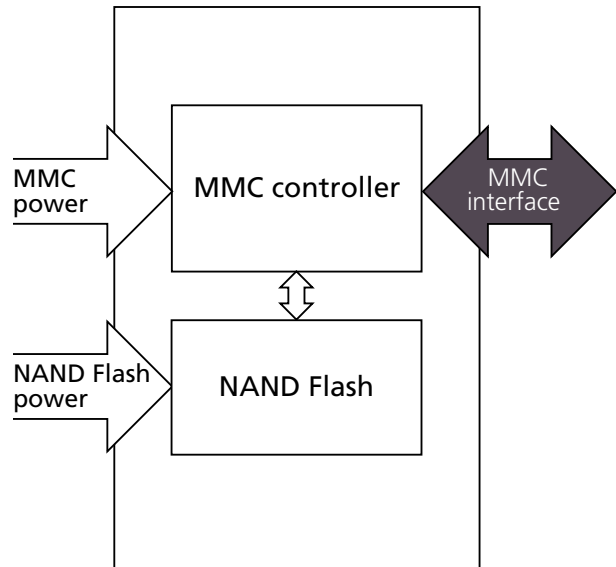 MMC
power
MMC controller
MMC
interface
NAND Flash
power
NAND Flash